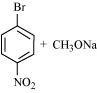 Br
+ CH₃ONa
NO₂